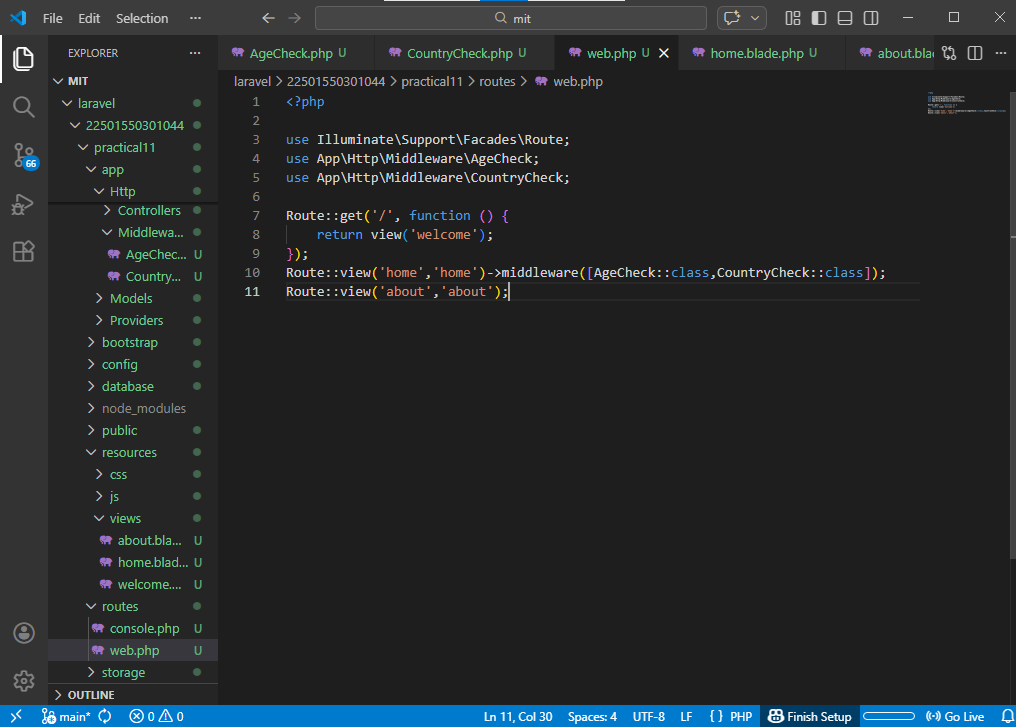 File Edit Selection ··· mit
EXPLORER ···
MIT
laravel
22501550301044
practical11
app
Http
Controllers
Middlewa...
AgeChec... U
Country... U
Models
Providers
bootstrap
config
database
node_modules
public
resources
css
js
views
about.bla... U
home.blad... U
welcome.... U
routes
console.php U
web.php U
storage
OUTLINE
AgeCheck.php U CountryCheck.php U web.php U home.blade.php U about.blad
laravel > 22501550301044 > practical11 > routes > web.php
1 <?php
2
3 use Illuminate\Support\Facades\Route;
4 use App\Http\Middleware\AgeCheck;
5 use App\Http\Middleware\CountryCheck;
6
7 Route::get('/', function () {
8 return view('welcome');
9 });
10 Route::view('home','home')->middleware([AgeCheck::class,CountryCheck::class]);
11 Route::view('about','about');
66
main* 0 0 Ln 11, Col 30 Spaces: 4 UTF-8 LF { } PHP Finish Setup Go Live